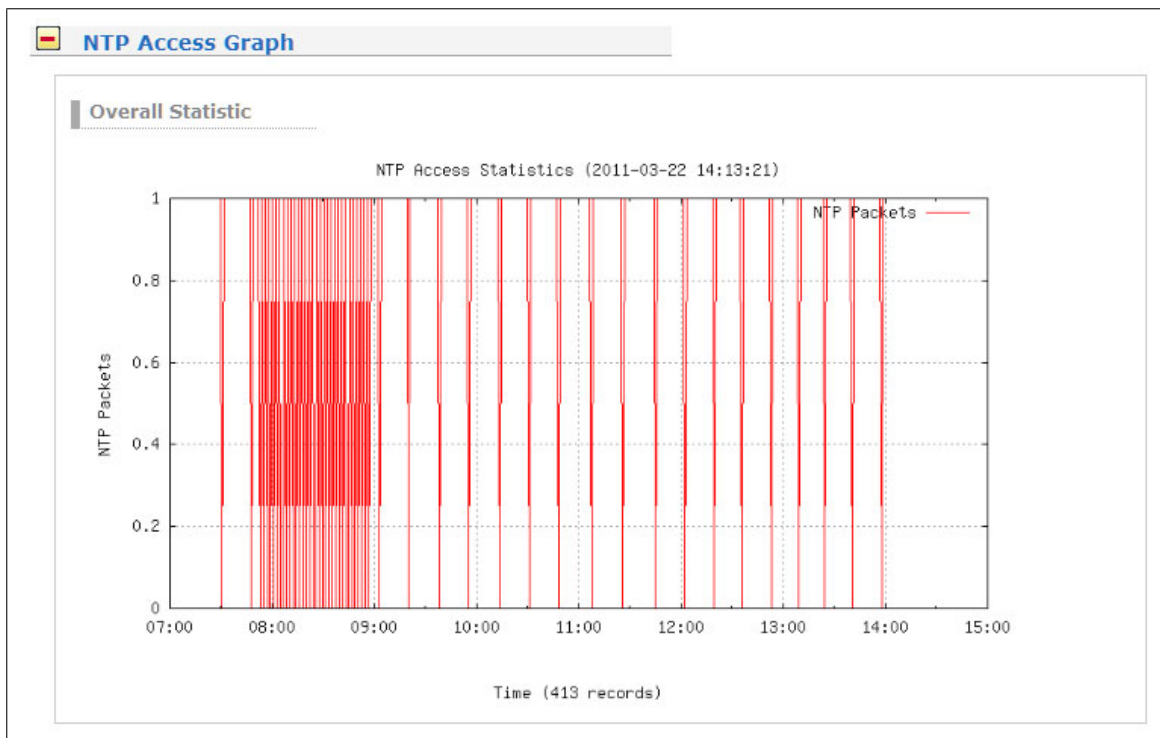 NTP Access Graph
Overall Statistic
NTP Access Statistics (2011-03-22 14:13:21)
NTP Packets
1
0.8
0.6
0.4
0.2
0
NTP Packets
07:00 08:00 09:00 10:00 11:00 12:00 13:00 14:00 15:00
Time (413 records)